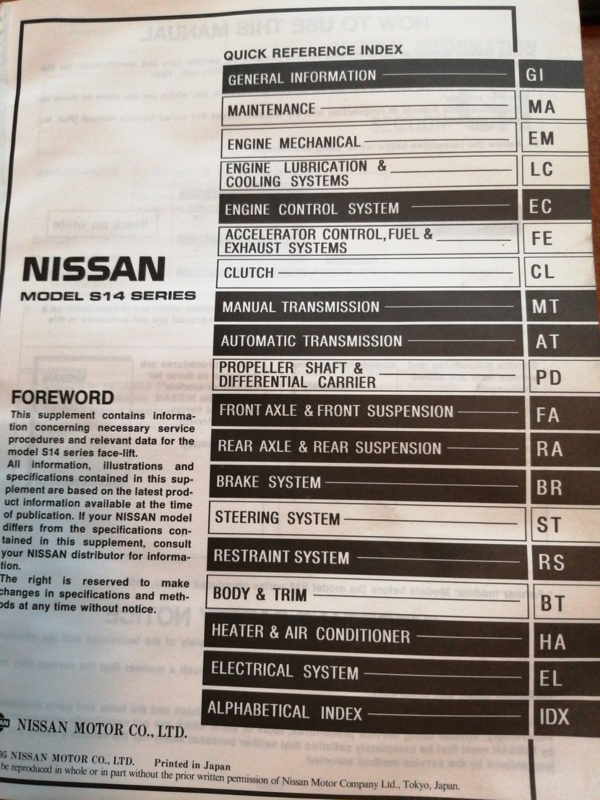 QUICK REFERENCE INDEX
GENERAL INFORMATION GI
MAINTENANCE MA
ENGINE MECHANICAL EM
ENGINE LUBRICATION &
COOLING SYSTEMS LC
ENGINE CONTROL SYSTEM EC
ACCELERATOR CONTROL, FUEL &
EXHAUST SYSTEMS FE
CLUTCH CL
MANUAL TRANSMISSION MT
AUTOMATIC TRANSMISSION AT
PROPELLER SHAFT &
DIFFERENTIAL CARRIER PD
FRONT AXLE & FRONT SUSPENSION FA
REAR AXLE & REAR SUSPENSION RA
BRAKE SYSTEM BR
STEERING SYSTEM ST
RESTRAINT SYSTEM RS
BODY & TRIM BT
HEATER & AIR CONDITIONER HA
ELECTRICAL SYSTEM EL
ALPHABETICAL INDEX IDX
NISSAN
MODEL S14 SERIES
FOREWORD
This supplement contains informa-
tion concerning necessary service
procedures and relevant data for the
model S14 series face-lift.
All information, illustrations and
specifications contained in this sup-
plement are based on the latest prod-
uct information available at the time
of publication. If your NISSAN model
differs from the specifications con-
tained in this supplement, consult
your NISSAN distributor for informa-
tion.
The right is reserved to make
changes in specifications and meth-
ods at any time without notice.
NISSAN MOTOR CO., LTD.
NISSAN MOTOR CO., LTD. Printed in Japan
be reproduced in whole or in part without the prior written permission of Nissan Motor Company Ltd., Tokyo, Japan.